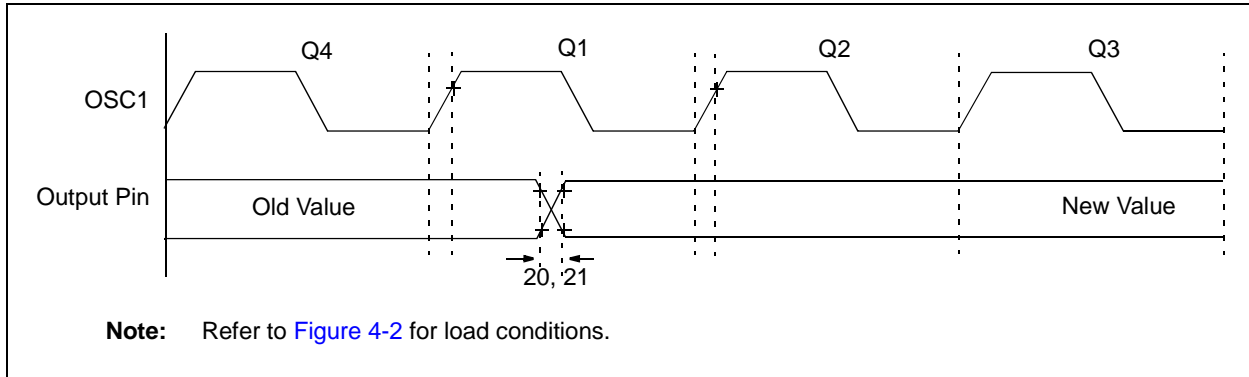 Q4 Q1 Q2 Q3
OSC1
Output Pin
Old Value New Value
20, 21
Note: Refer to Figure 4-2 for load conditions.